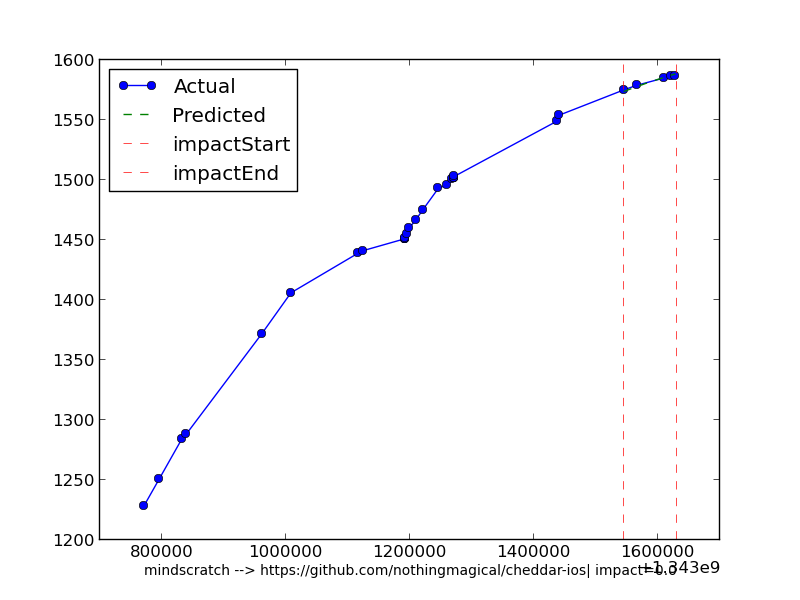 1600
1550
1500
1450
1400
1350
1300
1250
1200
Actual
Predicted
impactStart
impactEnd
800000 1000000 1200000 1400000 1600000
+1.343e9
mindscratch --> https://github.com/nothingmagical/cheddar-ios| impact=0.0